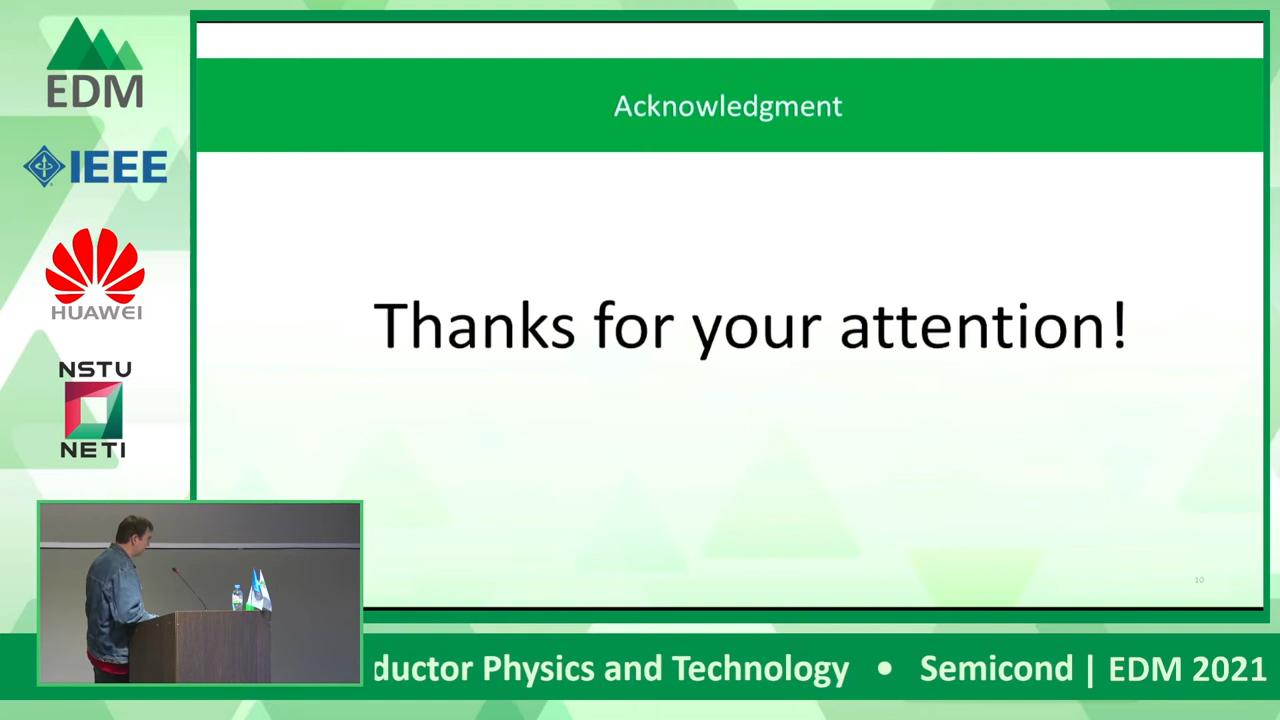 EDM
IEEE
HUAWEI
NSTU
NETI
Acknowledgment
Thanks for your attention!
10
ductor Physics and Technology • Semicond | EDM 2021